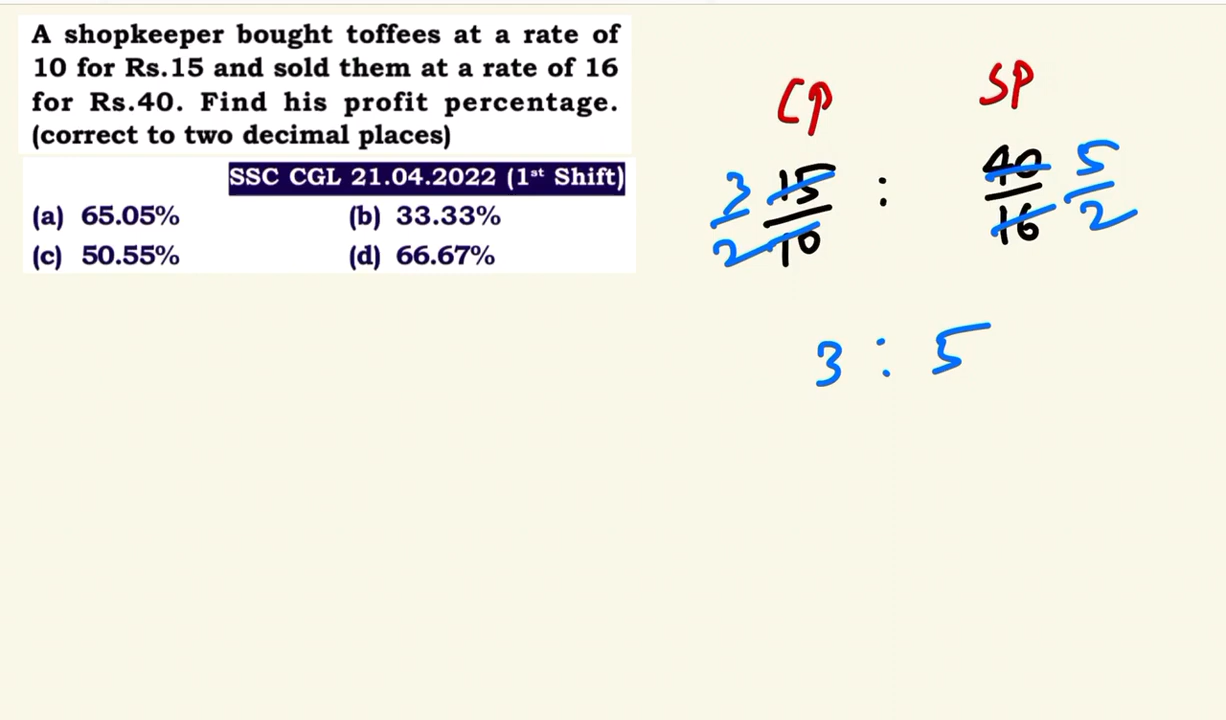 A shopkeeper bought toffees at a rate of
10 for Rs.15 and sold them at a rate of 16
for Rs.40. Find his profit percentage.
(correct to two decimal places)
SSC CGL 21.04.2022 (1st Shift)
(a) 65.05% (b) 33.33%
(c) 50.55% (d) 66.67%
CP SP
3 15 : 40 5
2 10 16 2
3 : 5